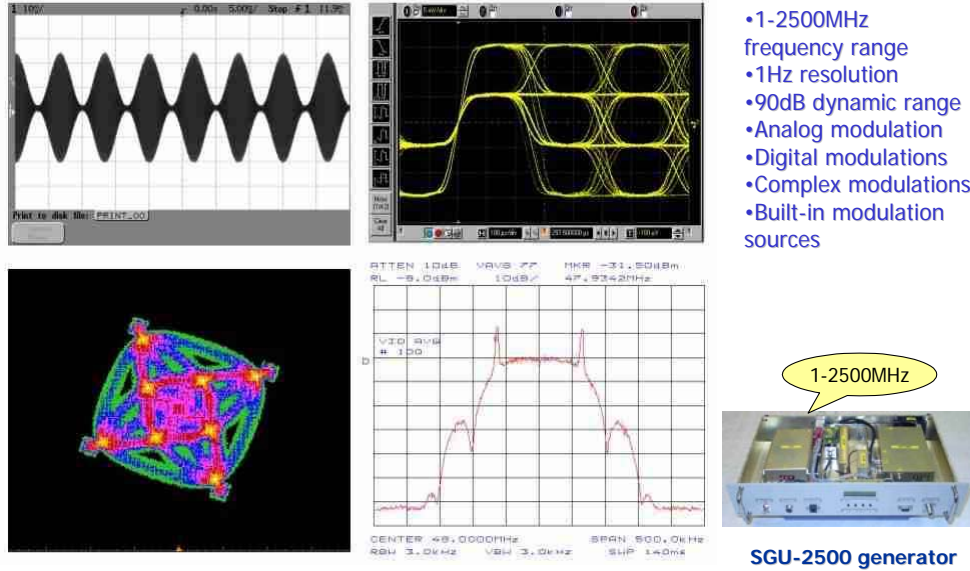 1 10V/ 0.00s 5.00V/ Stop 1
Print to disk file: PRINT_00
•1-2500MHz
frequency range
•1Hz resolution
•90dB dynamic range
•Analog modulation
•Digital modulations
•Complex modulations
•Built-in modulation
sources
ATTEN 10dB VAVG 77 MKR -31.50dBm
RL -8.0dBm 10dB/ 47.9342MHz
VID AVG
# 100
D
CENTER 48.0000MHz SPAN 500.0kHz
RBW 3.0kHz VBW 3.0kHz SWP 140ms
1-2500MHz
SGU-2500 generator